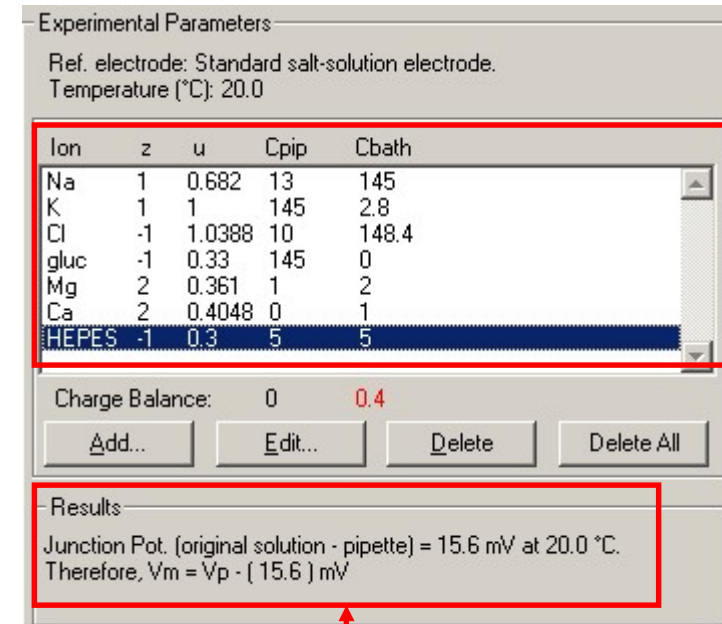 Experimental Parameters
Ref. electrode: Standard salt-solution electrode.
Temperature (°C): 20.0
Ion z u Cpip Cbath
Na 1 0.682 13 145
K 1 1 145 2.8
Cl -1 1.0388 10 148.4
gluc -1 0.33 145 0
Mg 2 0.361 1 2
Ca 2 0.4048 0 1
HEPES -1 0.3 5 5
Charge Balance: 0 0.4
Add... Edit... Delete Delete All
Results
Junction Pot. (original solution - pipette) = 15.6 mV at 20.0 °C.
Therefore, Vm = Vp - ( 15.6 ) mV